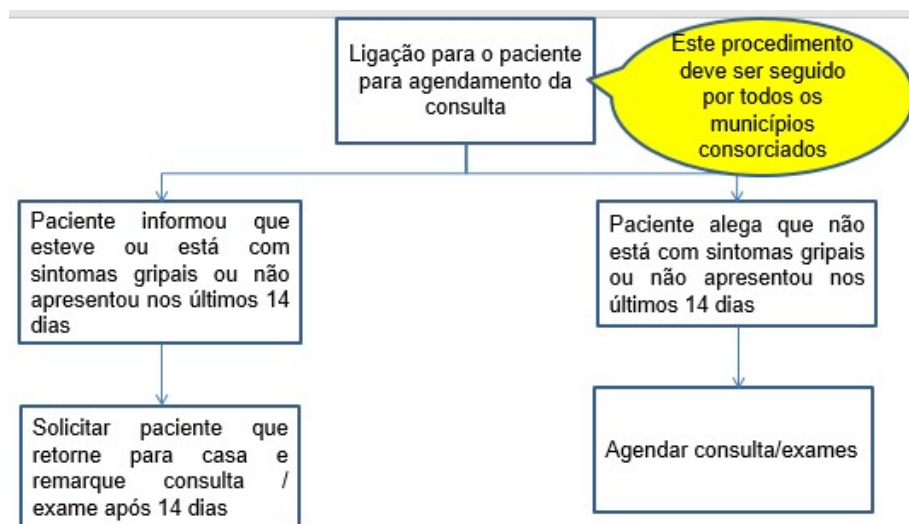 Ligação para o paciente
para agendamento da
consulta
Este procedimento
deve ser seguido
por todos os
municípios
consorciados
Paciente informou que
esteve ou está com
sintomas gripais ou não
apresentou nos últimos 14
dias
Paciente alega que não
está com sintomas gripais
ou não apresentou nos
últimos 14 dias
Solicitar paciente que
retorne para casa e
remarque consulta /
exame após 14 dias
Agendar consulta/exames